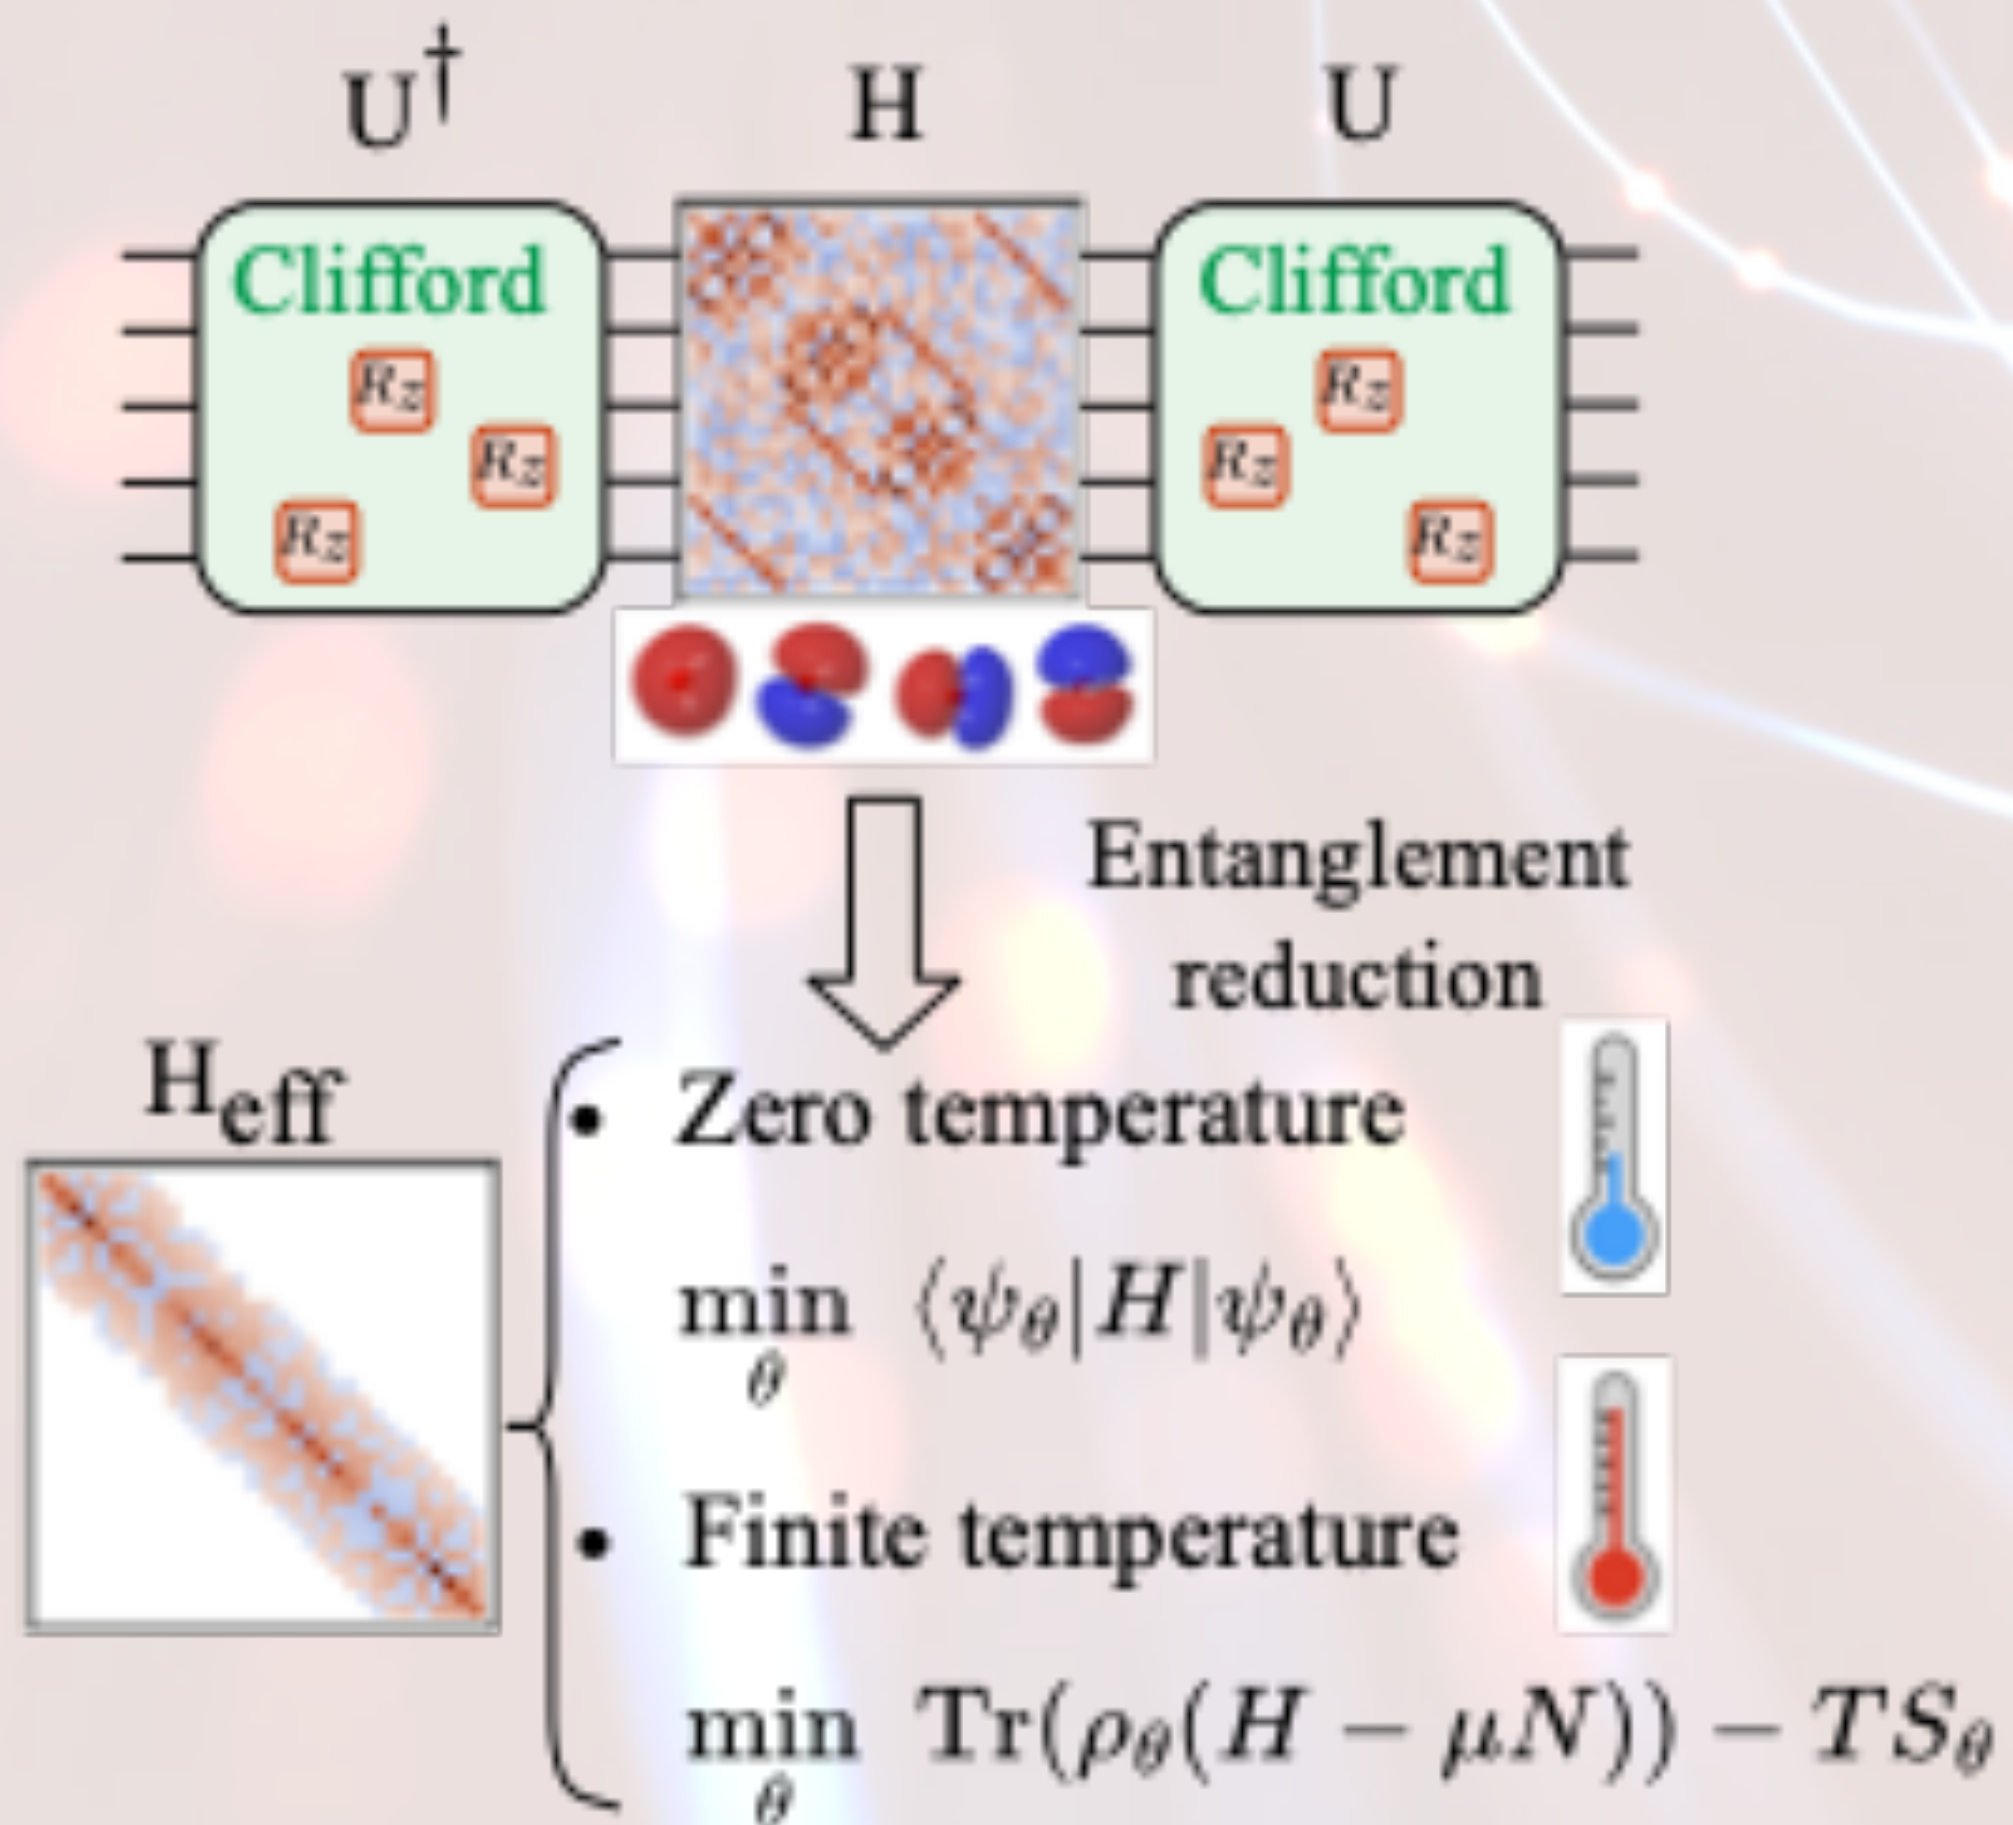 U† H U
Clifford Clifford
Rz Rz
Rz Rz
Rz Rz
Entanglement
reduction
Heff
• Zero temperature
min ⟨ψθ|H|ψθ⟩
θ
• Finite temperature
min Tr(ρθ(H − μN)) − TSθ
θ